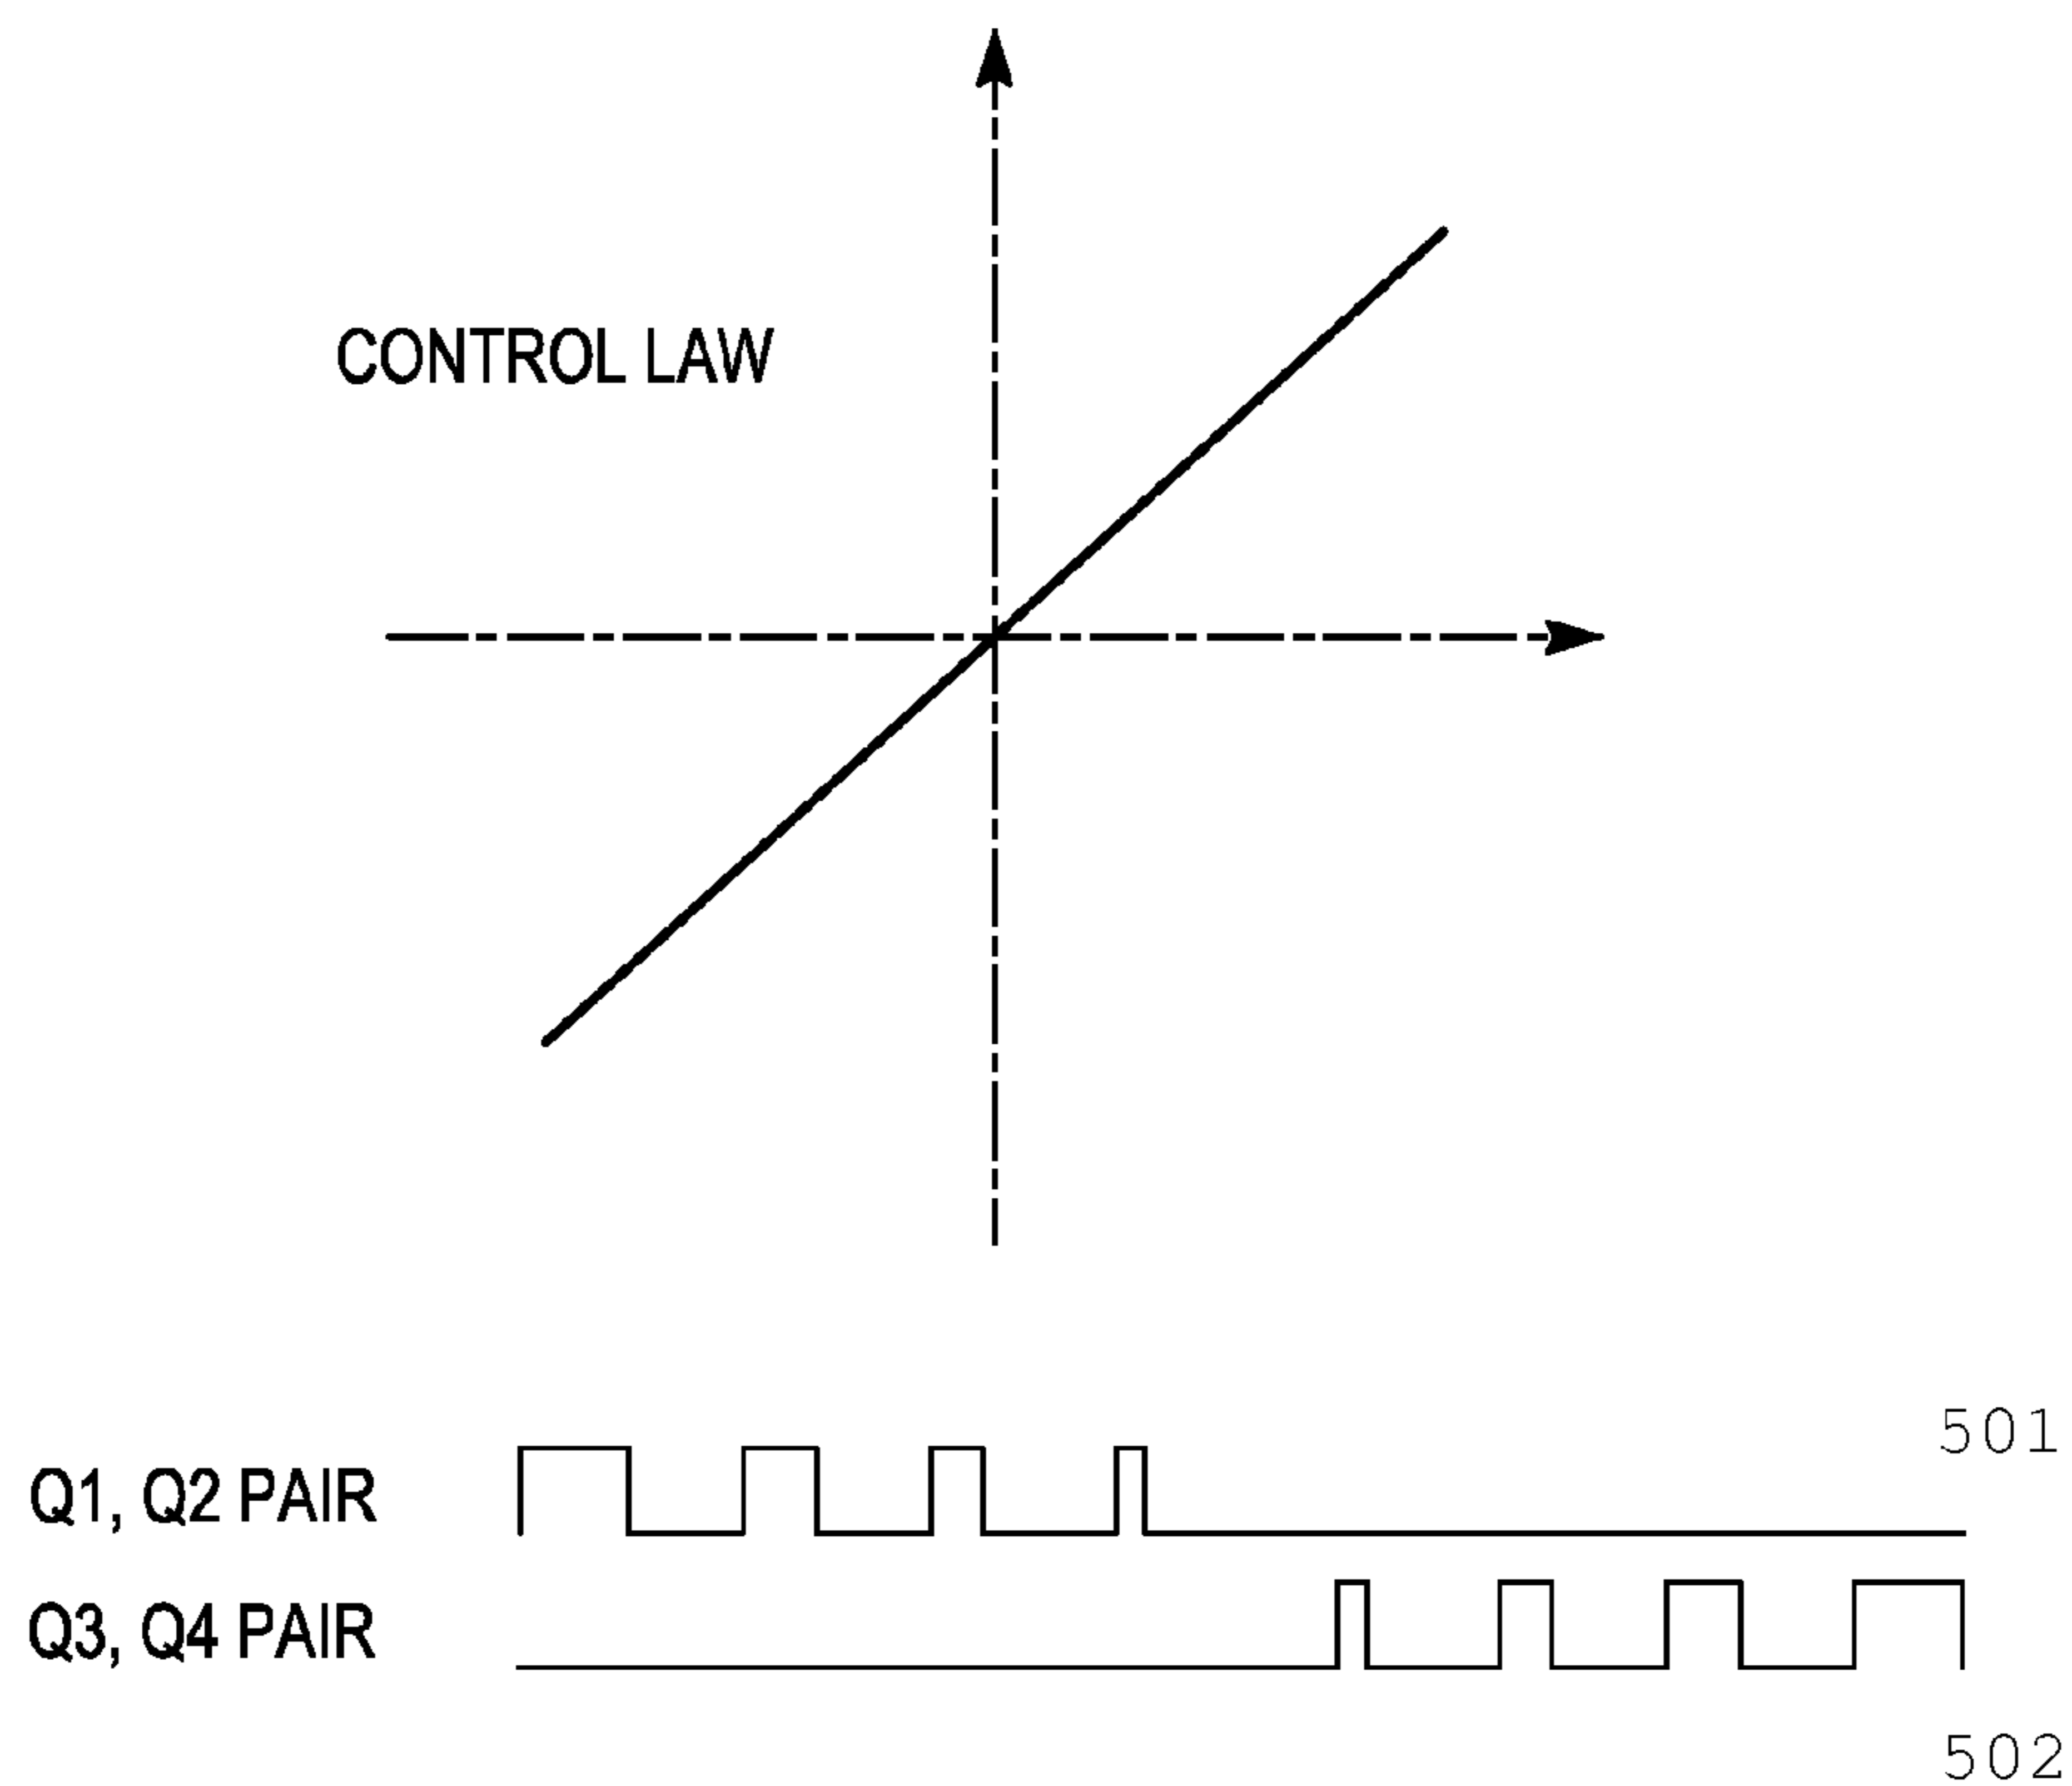 CONTROL LAW
501
Q1, Q2 PAIR
Q3, Q4 PAIR
502